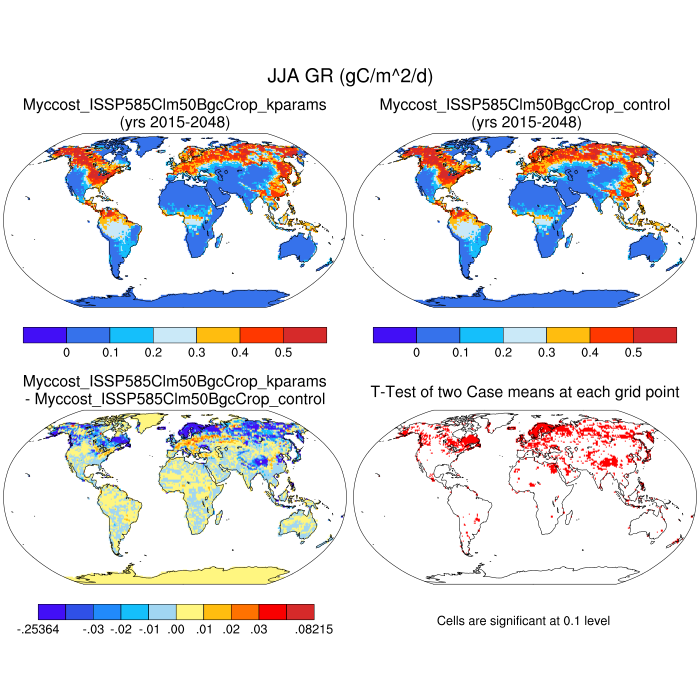 JJA GR (gC/m^2/d)
Myccost_ISSP585Clm50BgcCrop_kparams
(yrs 2015-2048)
Myccost_ISSP585Clm50BgcCrop_control
(yrs 2015-2048)
0 0.1 0.2 0.3 0.4 0.5
0 0.1 0.2 0.3 0.4 0.5
Myccost_ISSP585Clm50BgcCrop_kparams
- Myccost_ISSP585Clm50BgcCrop_control
T-Test of two Case means at each grid point
-.25364 -.03 -.02 -.01 .00 .01 .02 .03 .08215
Cells are significant at 0.1 level